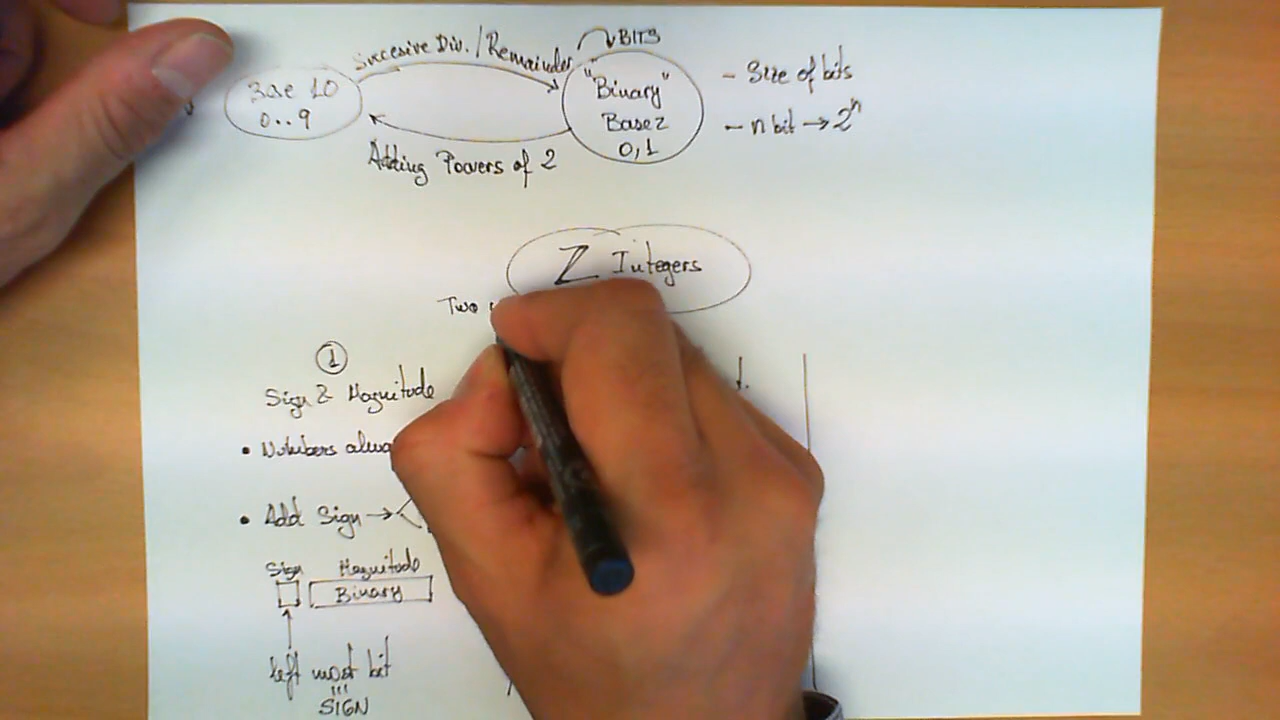 Succesive Div./Remainder
BITS
Base 10
0..9
"Binary"
Base 2
0,1
- Size of bits
- n bit → 2ⁿ
Adding Powers of 2
Z Integers
Two
①
Sign & Magnitude
• Numbers
• Add Sign →
Sign Magnitude
Binary
left most bit
SIGN